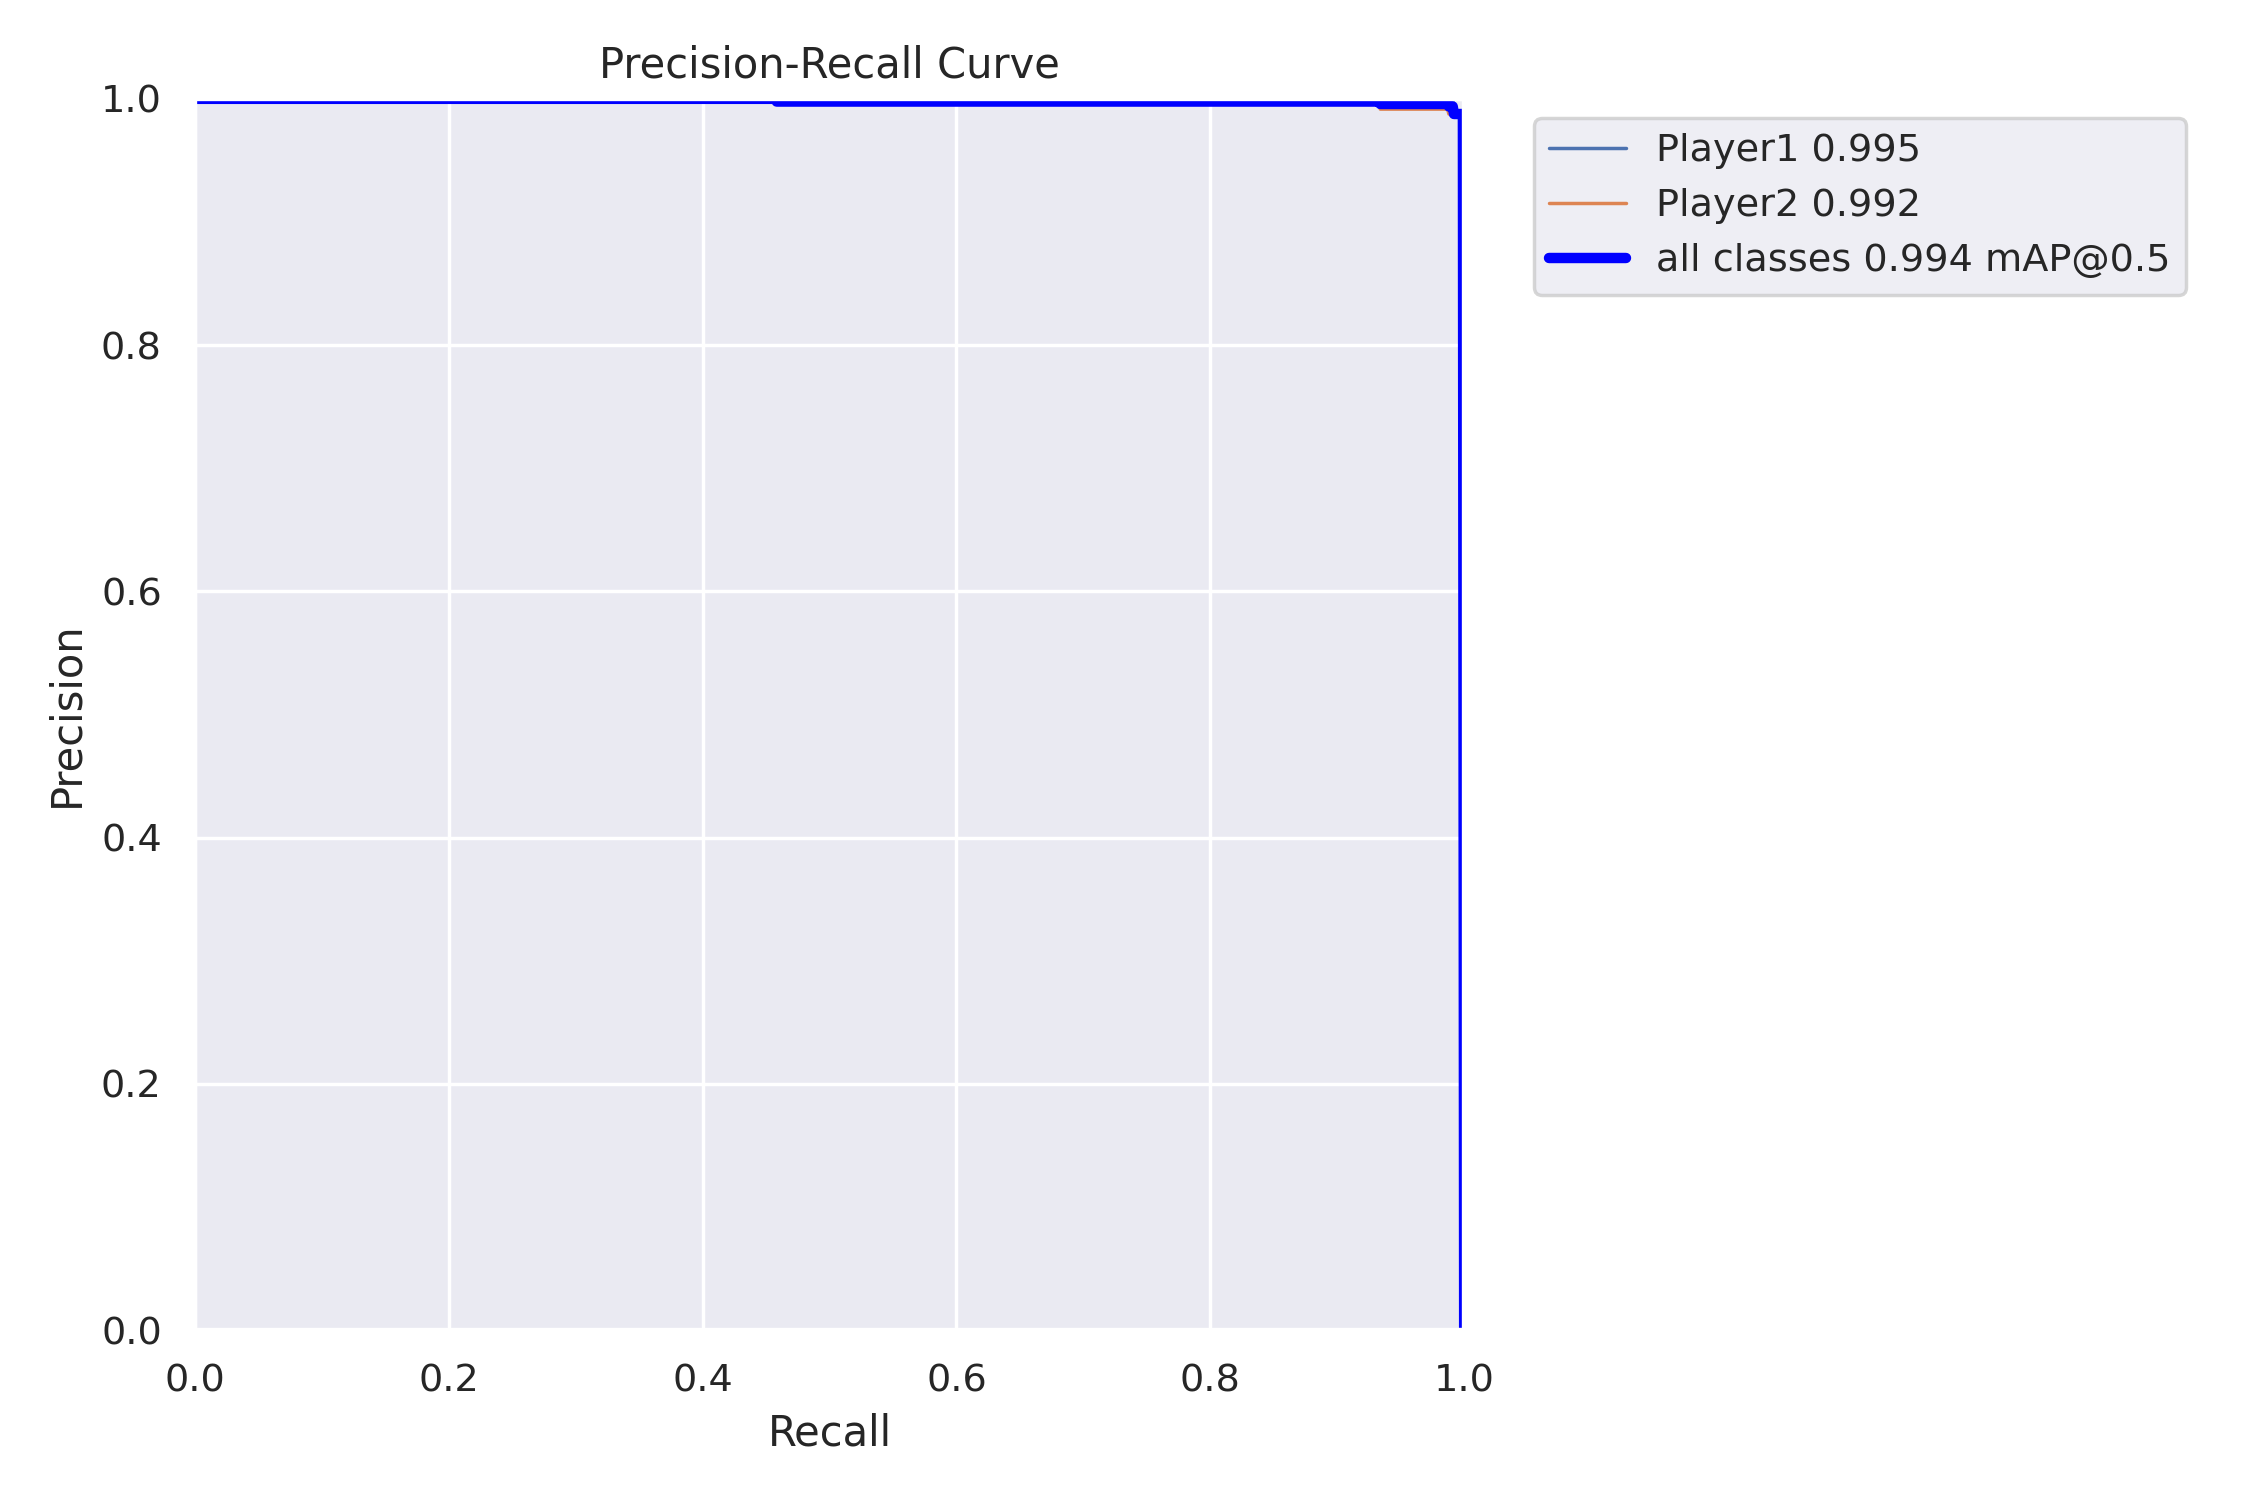 Precision-Recall Curve
1.0
0.8
0.6
0.4
0.2
0.0
Precision
0.0 0.2 0.4 0.6 0.8 1.0
Recall
Player1 0.995
Player2 0.992
all classes 0.994 mAP@0.5